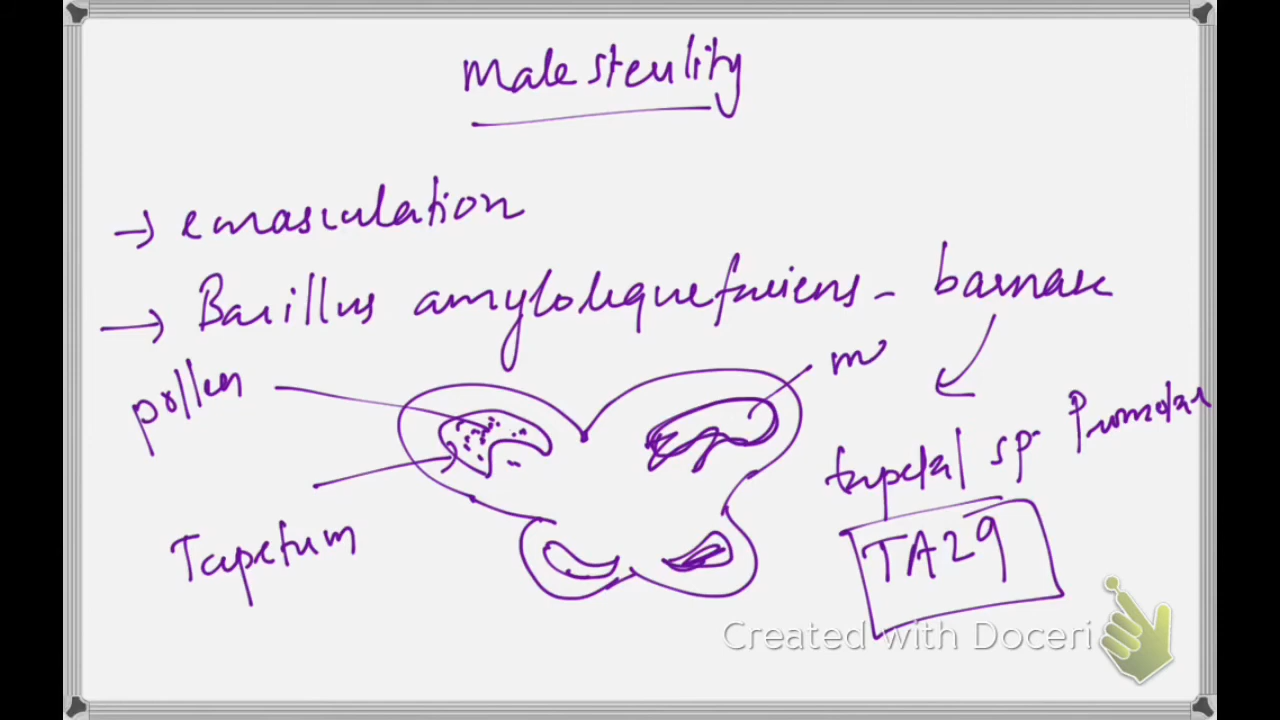 Male sterility
→ emasculation
→ Bacillus amyloliquefaciens - barnase
pollen
m
tapetal sp Promoter
Tapetum
TA29
Created with Doceri